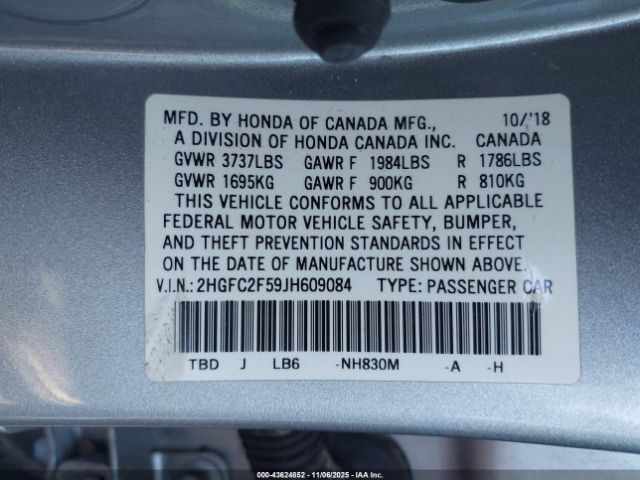 MFD. BY HONDA OF CANADA MFG., 10/'18
A DIVISION OF HONDA CANADA INC. CANADA
GVWR 3737LBS GAWR F 1984LBS R 1786LBS
GVWR 1695KG GAWR F 900KG R 810KG
THIS VEHICLE CONFORMS TO ALL APPLICABLE
FEDERAL MOTOR VEHICLE SAFETY, BUMPER,
AND THEFT PREVENTION STANDARDS IN EFFECT
ON THE DATE OF MANUFACTURE SHOWN ABOVE.
V.I.N.: 2HGFC2F59JH609084 TYPE: PASSENGER CAR
TBD J LB6 -NH830M -A -H
000-43624852 | 11/06/2025 | IAA Inc.